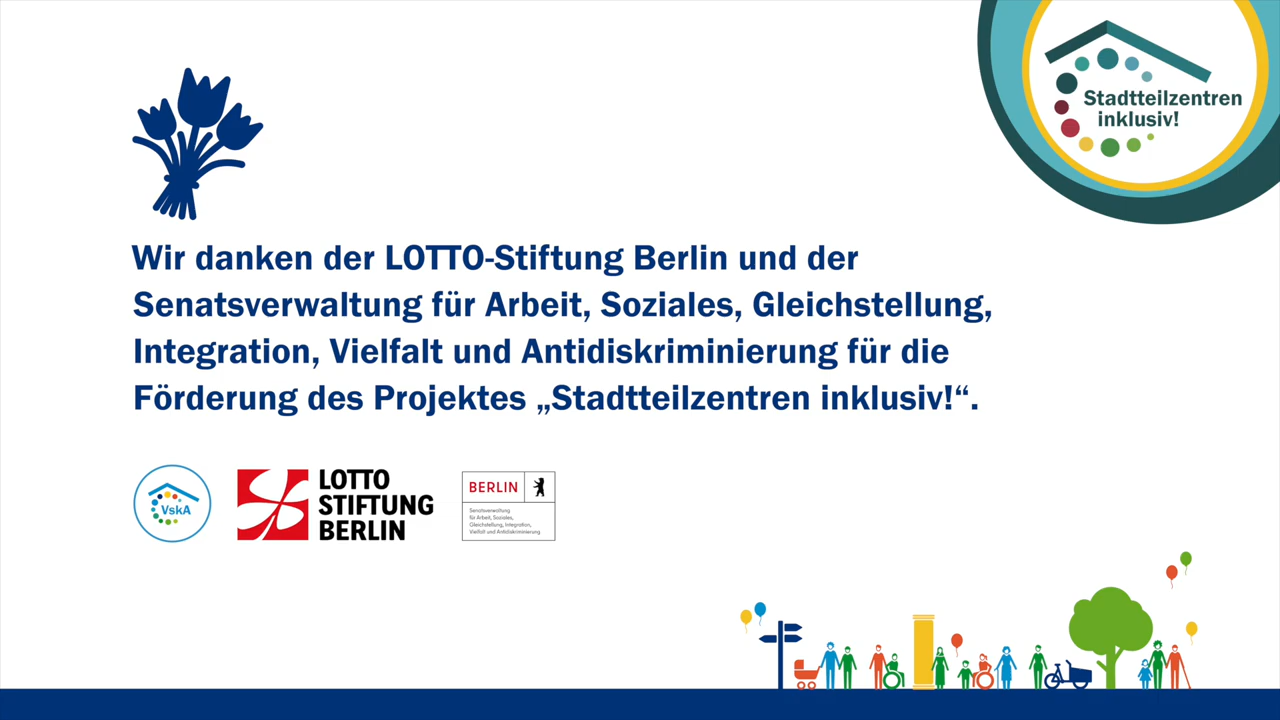 Stadtteilzentren
inklusiv!
Wir danken der LOTTO-Stiftung Berlin und der
Senatsverwaltung für Arbeit, Soziales, Gleichstellung,
Integration, Vielfalt und Antidiskriminierung für die
Förderung des Projektes „Stadtteilzentren inklusiv!“.
VskA
LOTTO
STIFTUNG
BERLIN
BERLIN
Senatsverwaltung
für Arbeit, Soziales,
Gleichstellung, Integration,
Vielfalt und Antidiskriminierung